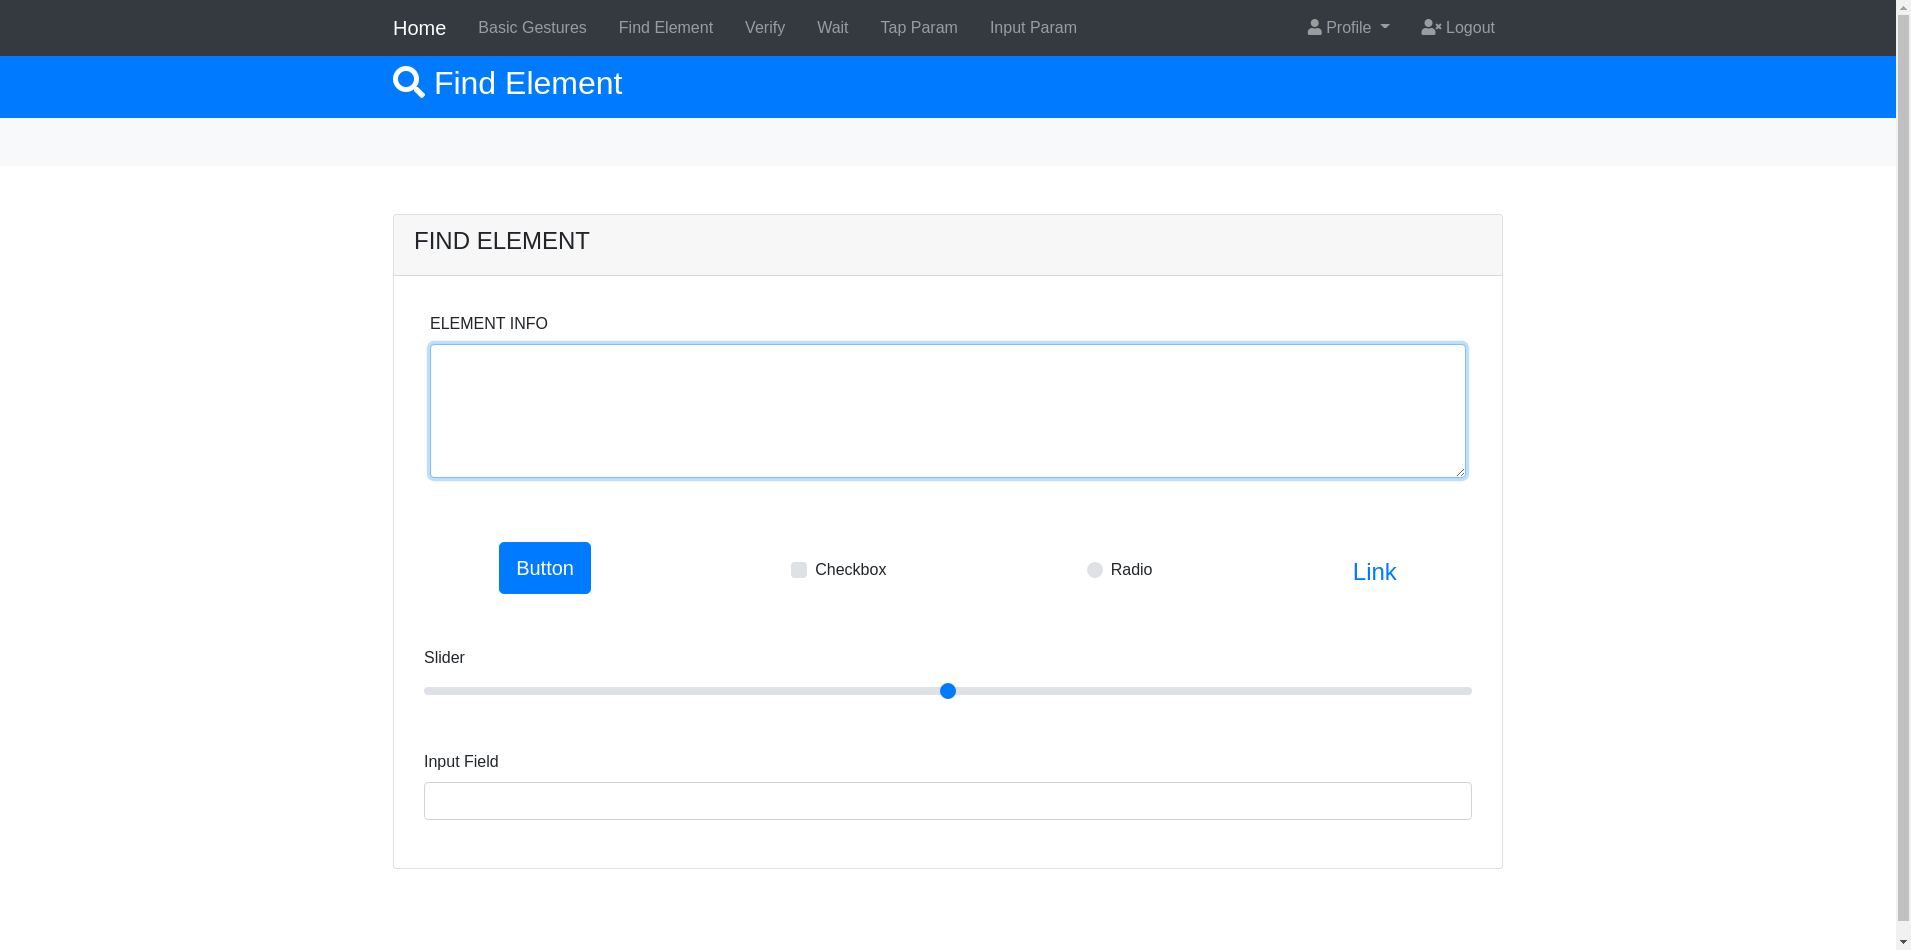 Home Basic Gestures Find Element Verify Wait Tap Param Input Param Profile Logout
Find Element
FIND ELEMENT
ELEMENT INFO
Button Checkbox Radio Link
Slider
Input Field